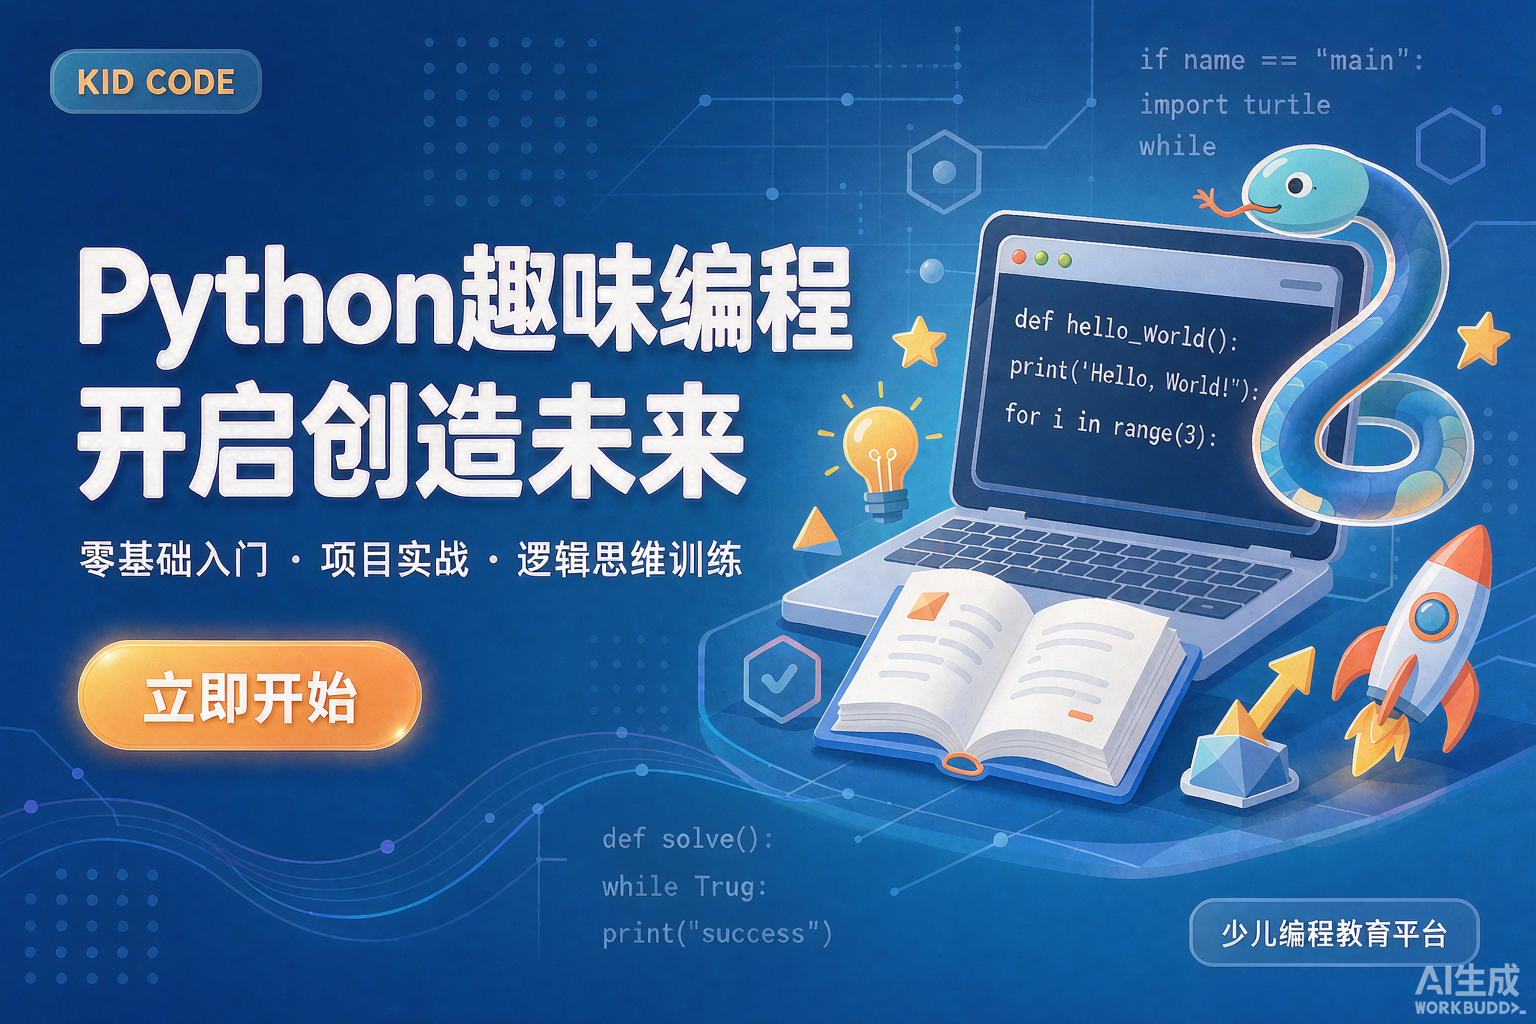 KID CODE
if name == “main”:
import turtle
while
Python趣味编程
开启创造未来
零基础入门 · 项目实战 · 逻辑思维训练
立即开始
def hello_World():
print('Hello, World!"):
for i in range(3):
def solve():
while Trug:
print("success")
少儿编程教育平台
AI生成
WORKBUDD>_